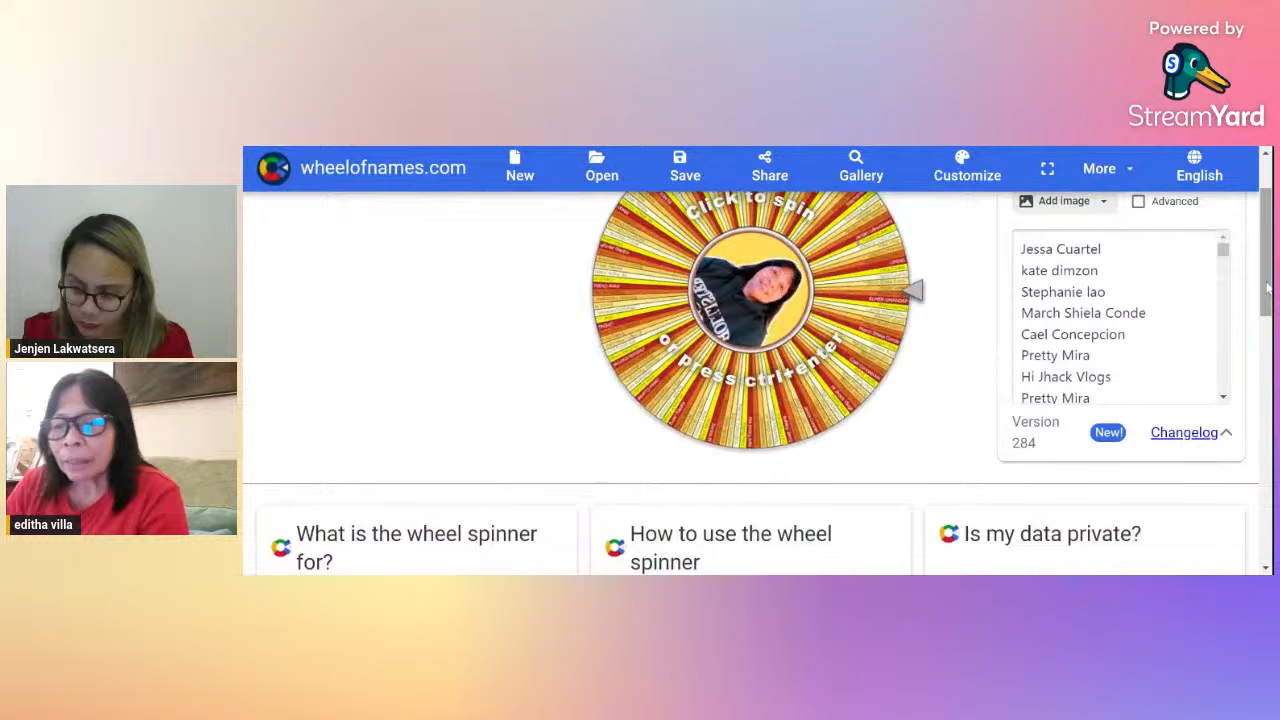 Powered by
S
StreamYard
wheelofnames.com
New
Open
Save
Share
Gallery
Customize
More
English
Add image
Advanced
Click to spin
or press ctrl+enter
Jessa Cuartel
kate dimzon
Stephanie lao
March Shiela Conde
Cael Concepcion
Pretty Mira
Hi Jhack Vlogs
Pretty Mira
Version
284
New!
Changelog
Jenjen Lakwatsera
editha villa
What is the wheel spinner
for?
How to use the wheel
spinner
Is my data private?